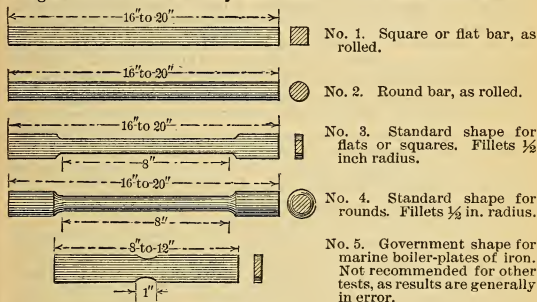 16" to 20"
No. 1. Square or flat bar, as
rolled.
16" to 20"
No. 2. Round bar, as rolled.
16" to 20"
8"
No. 3. Standard shape for
flats or squares. Fillets ½
inch radius.
16" to 20"
8"
No. 4. Standard shape for
rounds. Fillets ½ in. radius.
8" to 12"
1"
No. 5. Government shape for
marine boiler-plates of iron.
Not recommended for other
tests, as results are generally
in error.